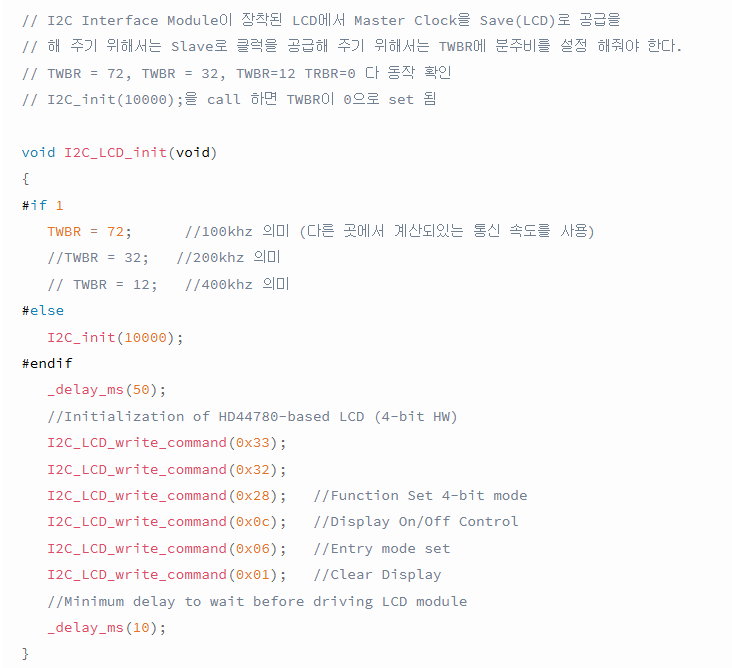 // I2C Interface Module이 장착된 LCD에서 Master Clock을 Save(LCD)로 공급을
// 해 주기 위해서는 Slave로 클럭을 공급해 주기 위해서는 TWBR에 분주비를 설정 해줘야 한다.
// TWBR = 72, TWBR = 32, TWBR=12 TRBR=0 다 동작 확인
// I2C_init(10000);을 call 하면 TWBR이 0으로 set 됨

void I2C_LCD_init(void)
{
#if 1
   TWBR = 72;      //100khz 의미 (다른 곳에서 계산되있는 통신 속도를 사용)
   //TWBR = 32;   //200khz 의미
   // TWBR = 12;   //400khz 의미
#else
   I2C_init(10000);
#endif
   _delay_ms(50);
   //Initialization of HD44780-based LCD (4-bit HW)
   I2C_LCD_write_command(0x33);
   I2C_LCD_write_command(0x32);
   I2C_LCD_write_command(0x28);   //Function Set 4-bit mode
   I2C_LCD_write_command(0x0c);   //Display On/Off Control
   I2C_LCD_write_command(0x06);   //Entry mode set
   I2C_LCD_write_command(0x01);   //Clear Display
   //Minimum delay to wait before driving LCD module
   _delay_ms(10);
}